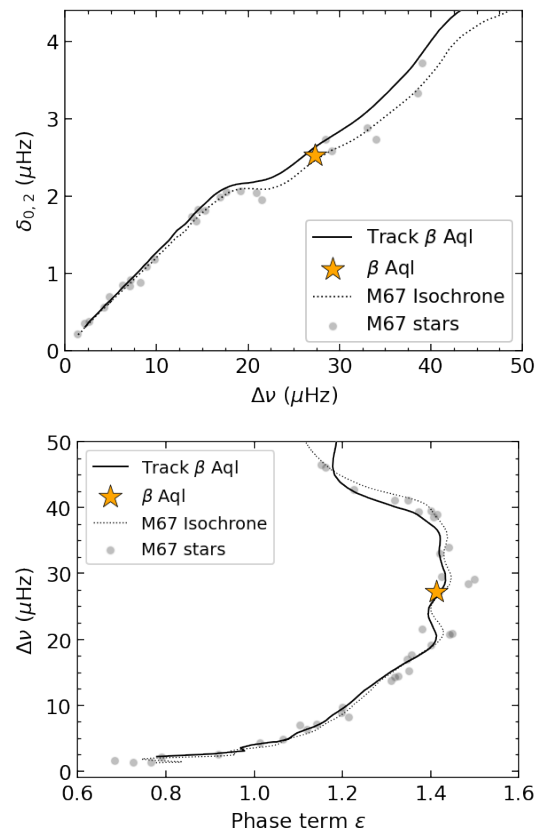 4
3
2
1
0
δ0, 2 (μHz)
Track β Aql
β Aql
M67 Isochrone
M67 stars
0 10 20 30 40 50
Δν (μHz)
50
40
30
20
10
0
Δν (μHz)
Track β Aql
β Aql
M67 Isochrone
M67 stars
0.6 0.8 1.0 1.2 1.4 1.6
Phase term ϵ